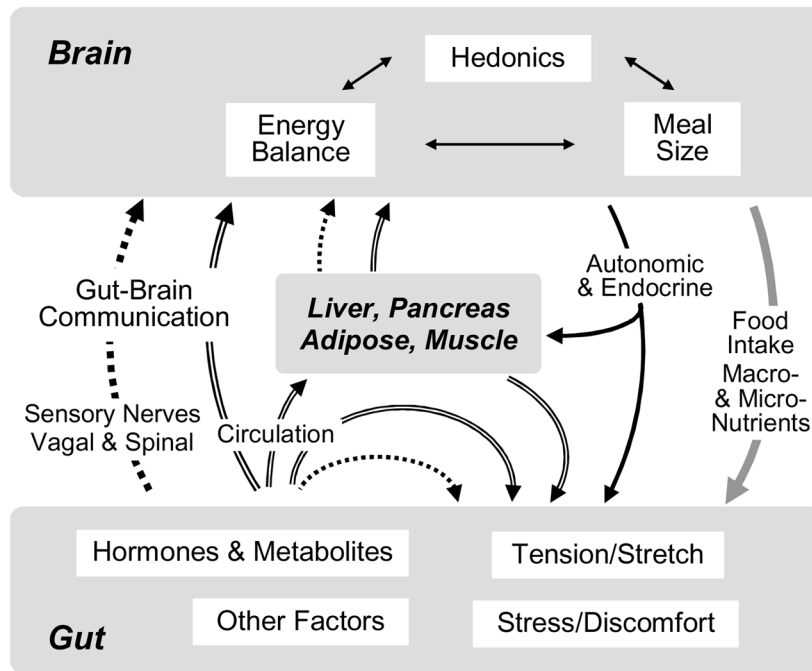 Brain
Hedonics
Energy
Balance
Meal
Size
Gut-Brain
Communication
Sensory Nerves
Vagal & Spinal
Circulation
Liver, Pancreas
Adipose, Muscle
Autonomic
& Endocrine
Food
Intake
Macro-
& Micro-
Nutrients
Hormones & Metabolites
Tension/Stretch
Other Factors
Stress/Discomfort
Gut